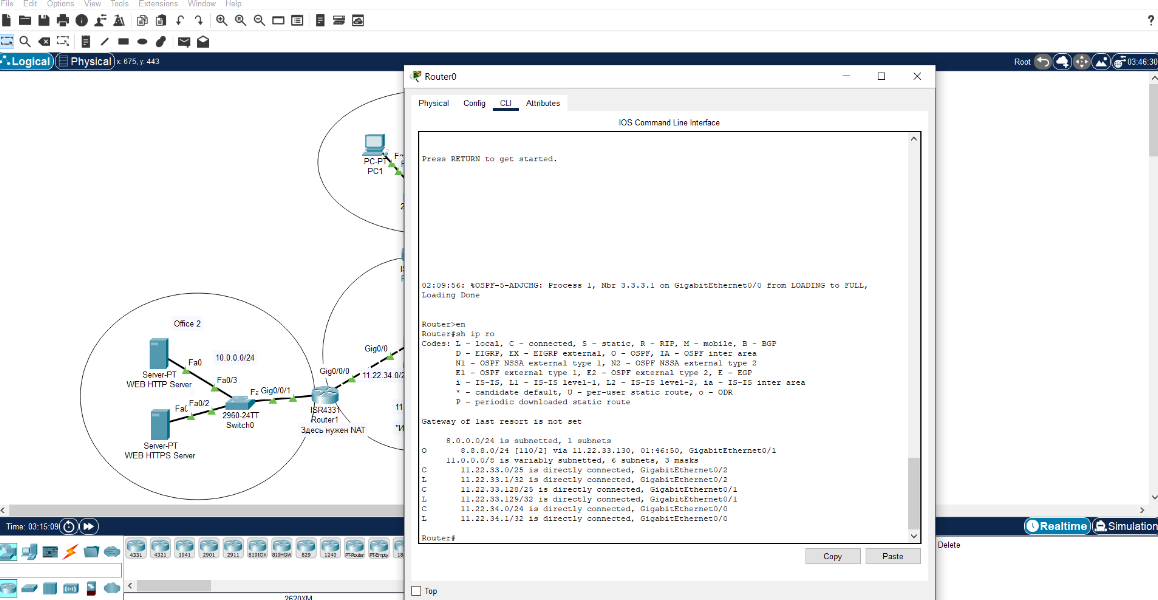 File Edit Options View Tools Extensions Window Help
?
Logical Physical x: 675, y: 443
Root
03:46:30
Router0
Physical Config CLI Attributes
IOS Command Line Interface
Press RETURN to get started.
02:09:56: %OSPF-5-ADJCHG: Process 1, Nbr 3.3.3.1 on GigabitEthernet0/0 from LOADING to FULL,
Loading Done
Router>en
Router#sh ip ro
Codes: L - local, C - connected, S - static, R - RIP, M - mobile, B - BGP
D - EIGRP, EX - EIGRP external, O - OSPF, IA - OSPF inter area
N1 - OSPF NSSA external type 1, N2 - OSPF NSSA external type 2
E1 - OSPF external type 1, E2 - OSPF external type 2, E - EGP
i - IS-IS, L1 - IS-IS level-1, L2 - IS-IS level-2, ia - IS-IS inter area
* - candidate default, U - per-user static route, o - ODR
P - periodic downloaded static route
Gateway of last resort is not set
8.0.0.0/24 is subnetted, 1 subnets
O 8.8.8.0/24 [110/2] via 11.22.33.130, 01:46:50, GigabitEthernet0/1
11.0.0.0/8 is variably subnetted, 6 subnets, 3 masks
C 11.22.33.0/25 is directly connected, GigabitEthernet0/2
L 11.22.33.1/32 is directly connected, GigabitEthernet0/2
C 11.22.33.128/25 is directly connected, GigabitEthernet0/1
L 11.22.33.129/32 is directly connected, GigabitEthernet0/1
C 11.22.34.0/24 is directly connected, GigabitEthernet0/0
L 11.22.34.1/32 is directly connected, GigabitEthernet0/0
Router#
Copy Paste
Top
PC-PT
PC1
Office 2
10.0.0.0/24
Fa0
Server-PT
WEB HTTP Server
Fa0/3
Gig0/0/1
Fa0/2
2960-24TT
Switch0
Server-PT
WEB HTTPS Server
Gig0/0
Gig0/0/0
11.22.34.0/2
ISR4331
Router1
Здесь нужен NAT
Time: 03:15:09
Realtime Simulation
4331 4321 1941 2901 2911 819IOX 819HGW 829 1240 PT-Router PT-Empty
2620XM
Delete